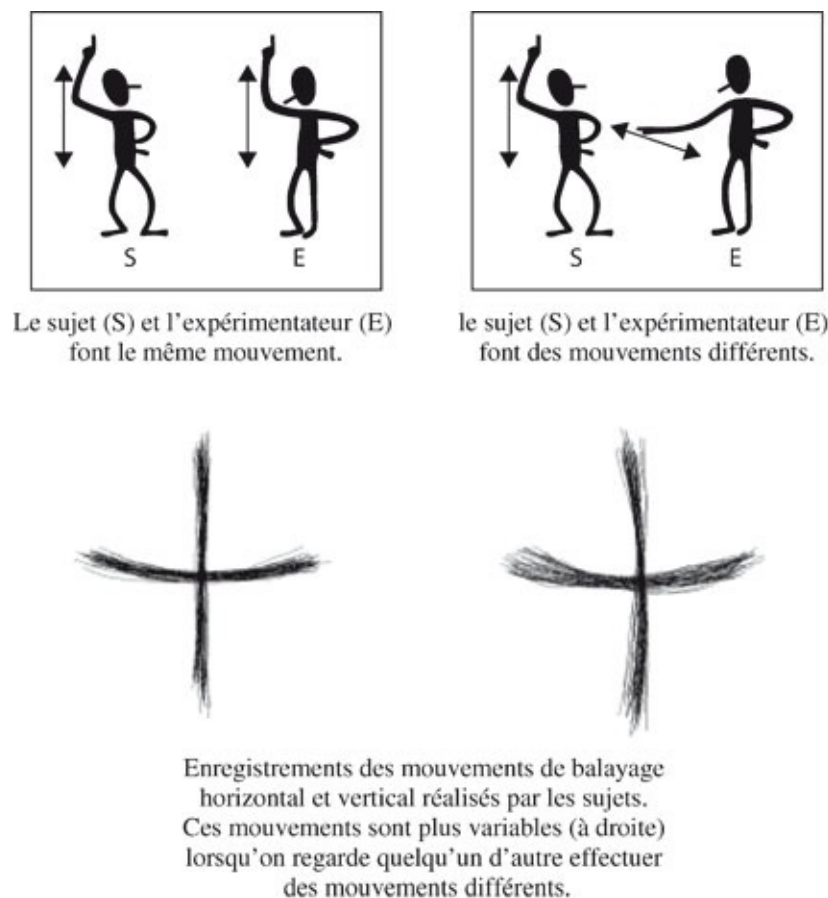 S
E
S
E
Le sujet (S) et l'expérimentateur (E)
font le même mouvement.
le sujet (S) et l'expérimentateur (E)
font des mouvements différents.
Enregistrements des mouvements de balayage
horizontal et vertical réalisés par les sujets.
Ces mouvements sont plus variables (à droite)
lorsqu'on regarde quelqu'un d'autre effectuer
des mouvements différents.